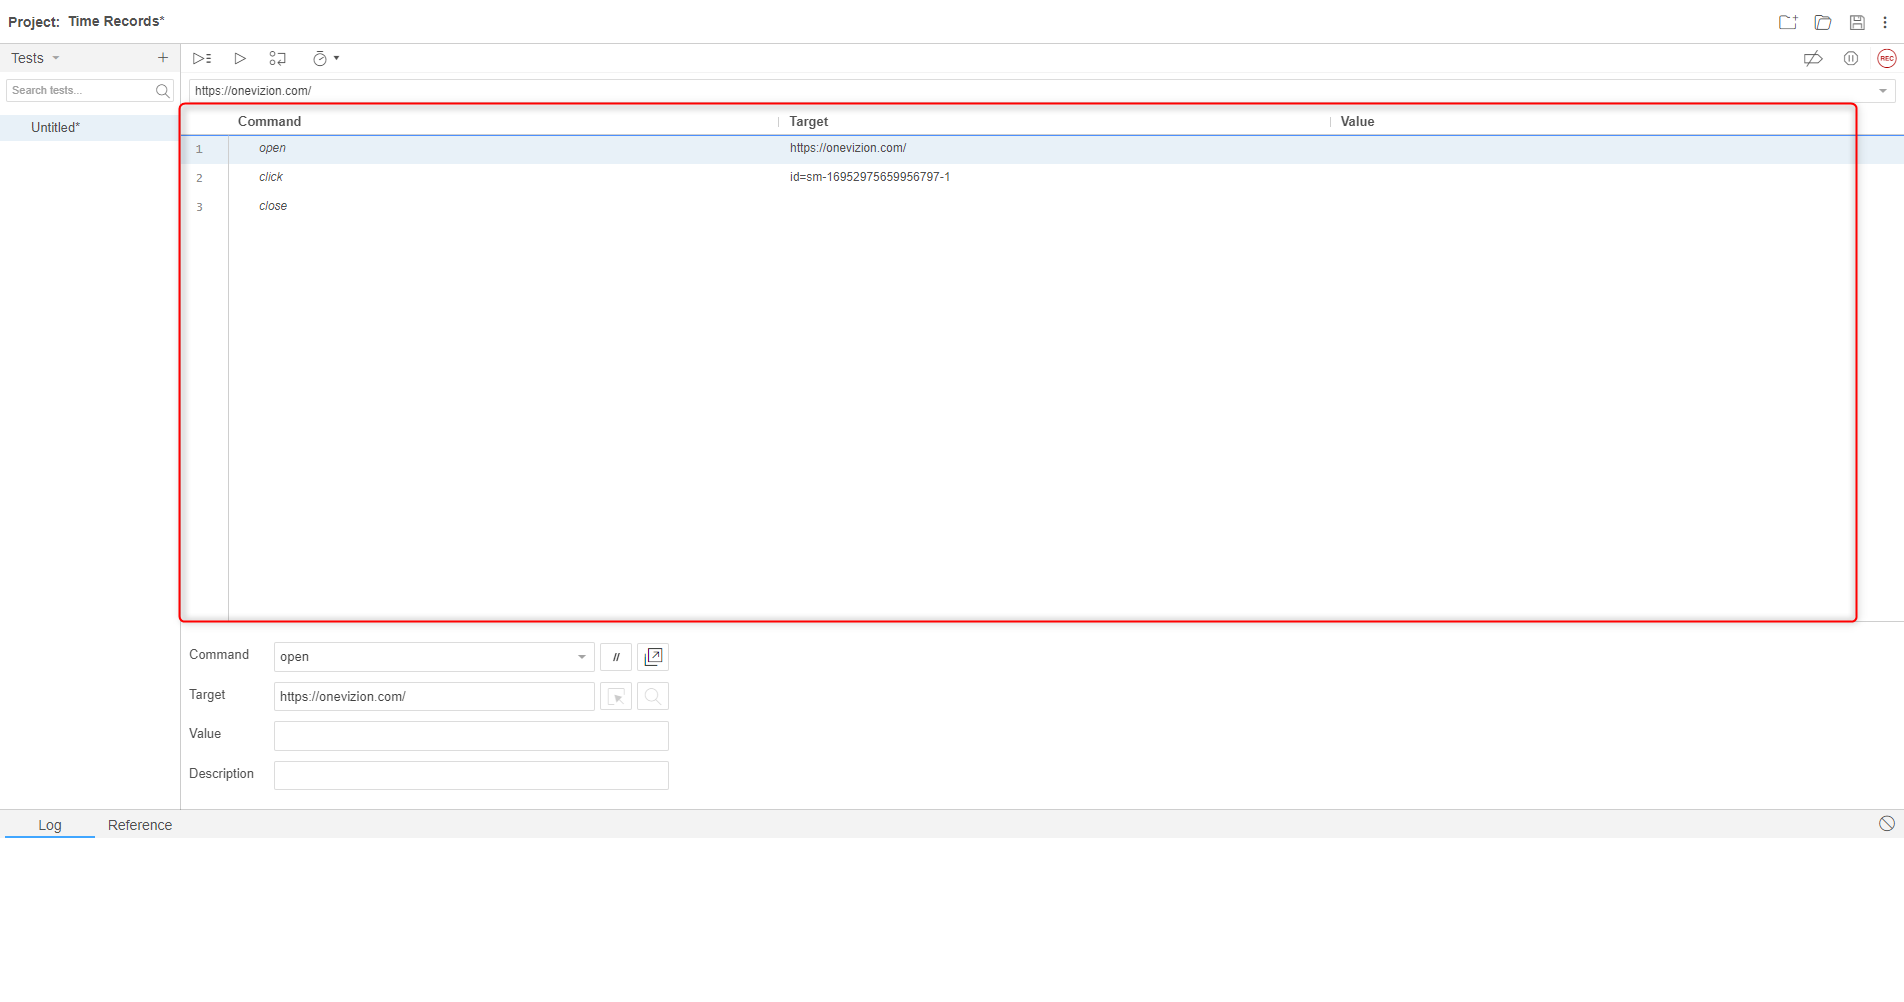 Project: Time Records*
Tests
Search tests...
https://onevizion.com/
REC
Untitled*
Command Target Value
1 open https://onevizion.com/
2 click id=sm-16952975659956797-1
3 close
Command open //
Target https://onevizion.com/
Value
Description
Log Reference